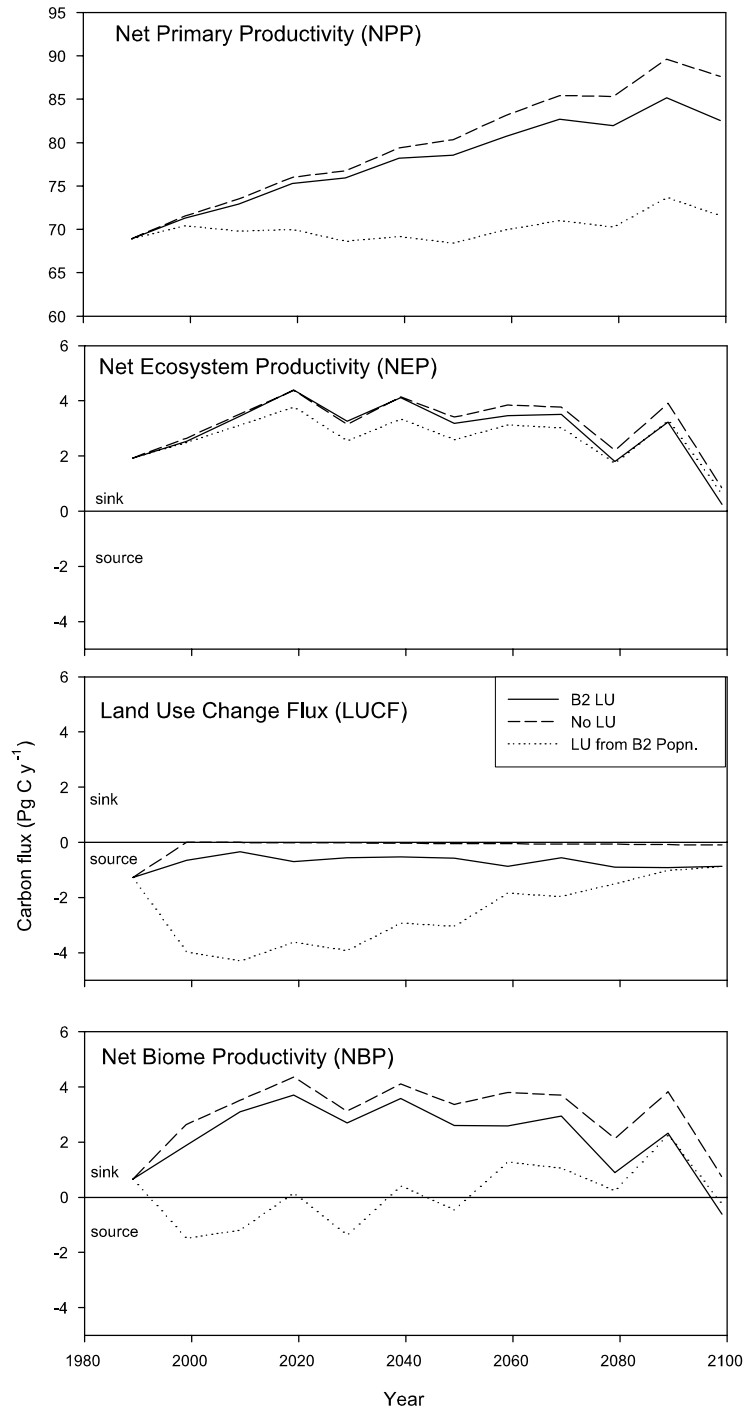 Net Primary Productivity (NPP)
95
90
85
80
75
70
65
60
Net Ecosystem Productivity (NEP)
6
4
2
sink
0
source
-2
-4
Land Use Change Flux (LUCF)
B2 LU
No LU
LU from B2 Popn.
6
4
2
sink
0
source
-2
-4
Carbon flux (Pg C y⁻¹)
Net Biome Productivity (NBP)
6
4
2
sink
0
source
-2
-4
1980 2000 2020 2040 2060 2080 2100
Year